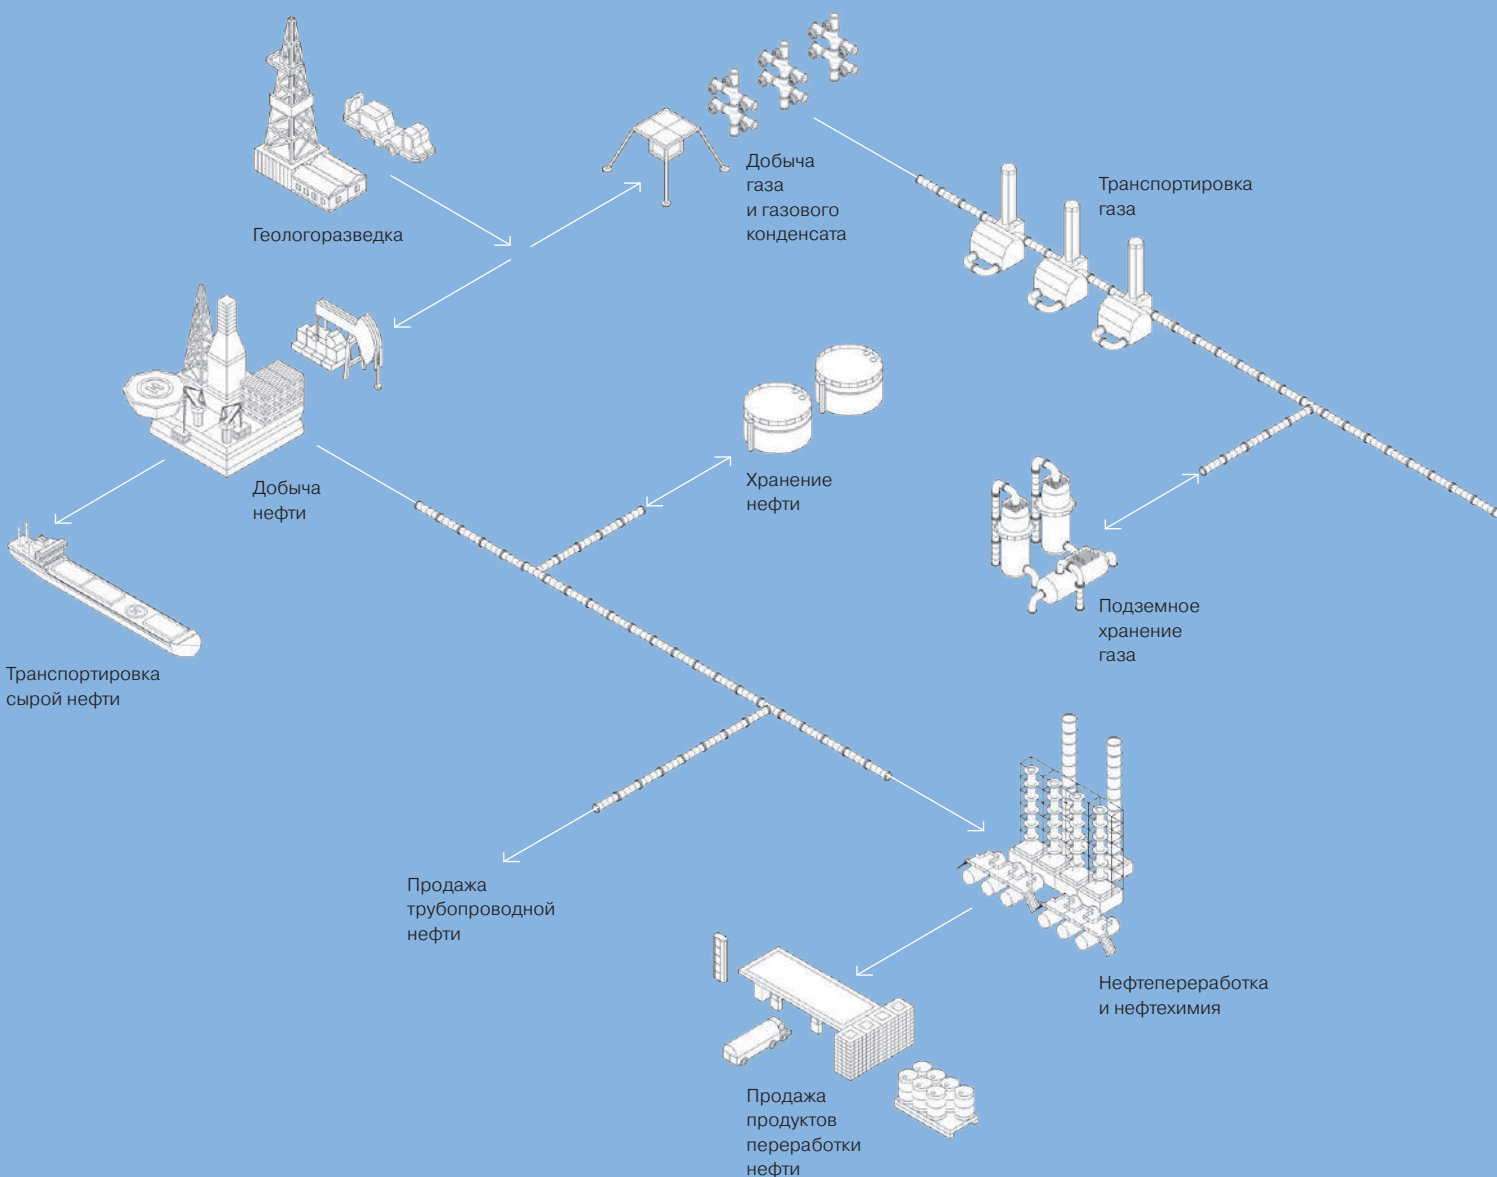 Геологоразведка
Добыча
газа
и газового
конденсата
Транспортировка
газа
Добыча
нефти
Хранение
нефти
Подземное
хранение
газа
Транспортировка
сырой нефти
Продажа
трубопроводной
нефти
Нефтепереработка
и нефтехимия
Продажа
продуктов
переработки
нефти